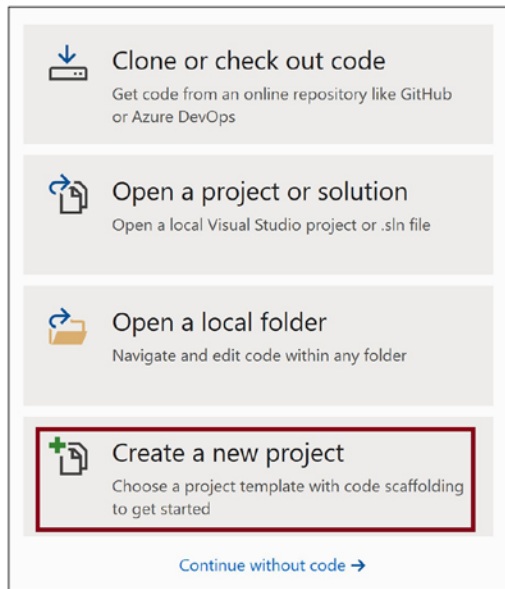 Clone or check out code
Get code from an online repository like GitHub
or Azure DevOps
Open a project or solution
Open a local Visual Studio project or .sln file
Open a local folder
Navigate and edit code within any folder
Create a new project
Choose a project template with code scaffolding
to get started
Continue without code →